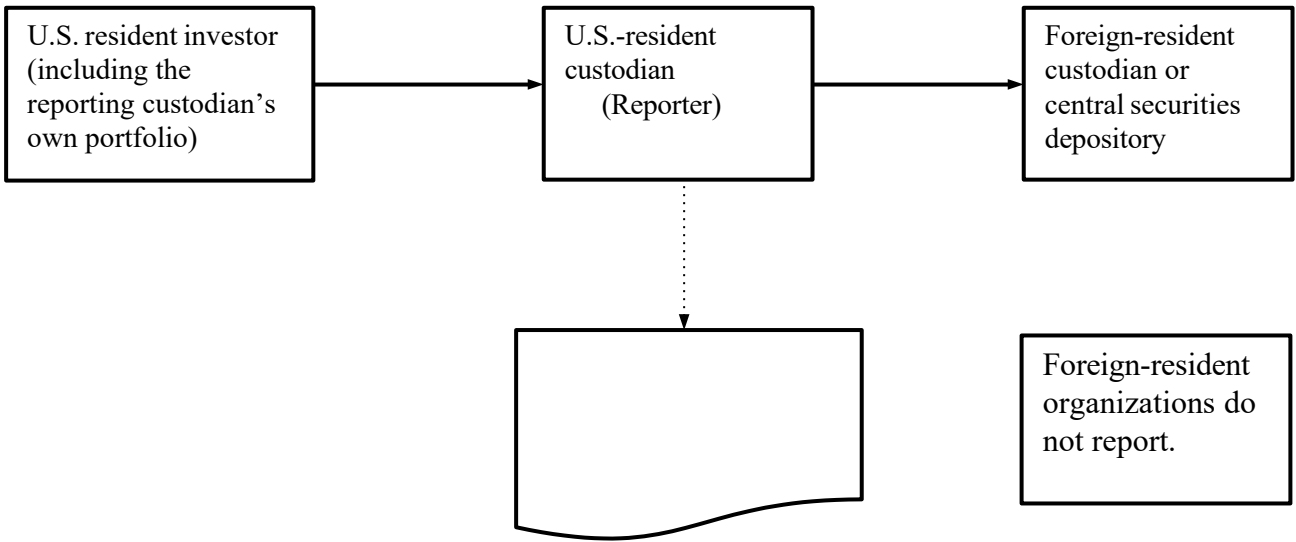 U.S. resident investor
(including the
reporting custodian’s
own portfolio)
U.S.-resident
custodian
(Reporter)
Foreign-resident
custodian or
central securities
depository
Foreign-resident
organizations do
not report.